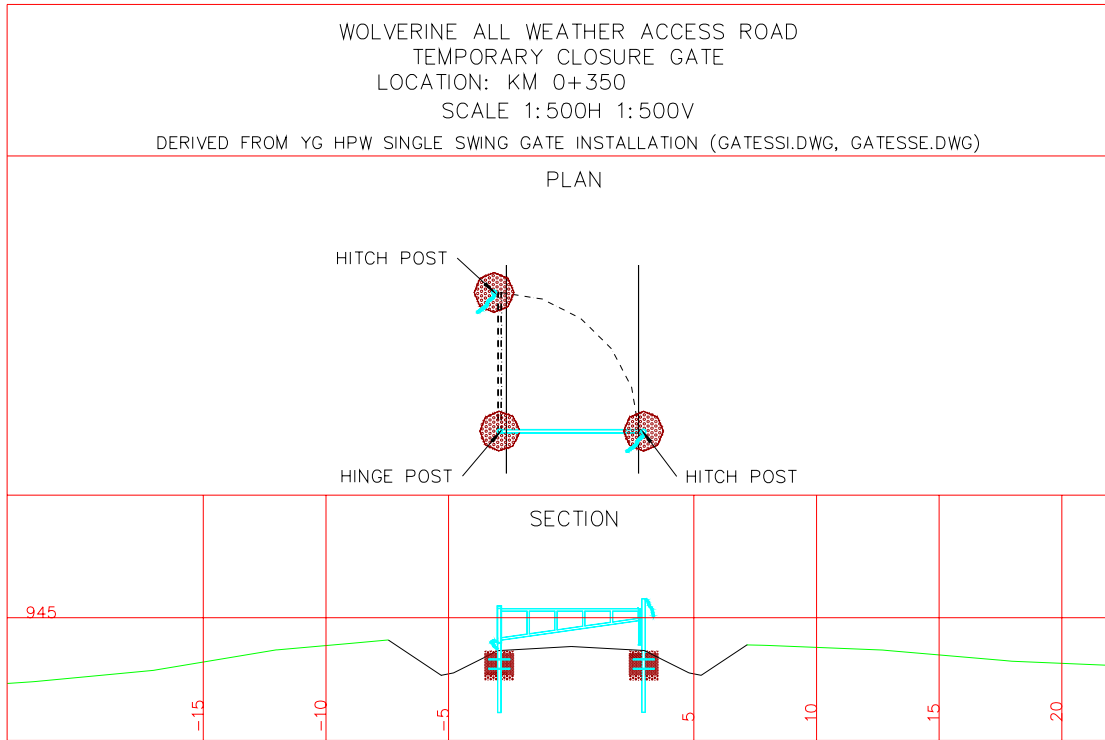 WOLVERINE ALL WEATHER ACCESS ROAD
TEMPORARY CLOSURE GATE
LOCATION: KM 0+350
SCALE 1:500H 1:500V
DERIVED FROM YG HPW SINGLE SWING GATE INSTALLATION (GATESSI.DWG, GATESSE.DWG)
PLAN
HITCH POST
HINGE POST
HITCH POST
SECTION
945
-15
-10
-5
5
10
15
20